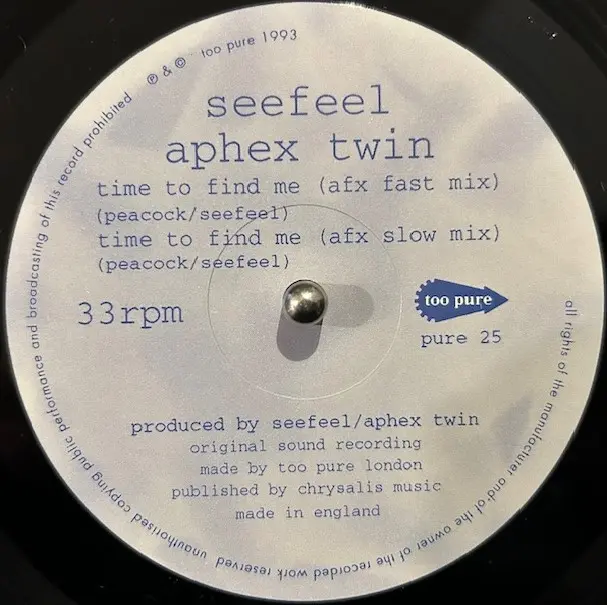 ℗ & © too pure 1993
seefeel
aphex twin
time to find me (afx fast mix)
(peacock/seefeel)
time to find me (afx slow mix)
(peacock/seefeel)
33rpm
too pure
pure 25
produced by seefeel/aphex twin
original sound recording
made by too pure london
published by chrysalis music
made in england
all rights of the manufacturer and of the owner of the recorded work reserved unauthorised copying public performance and broadcasting of this record prohibited